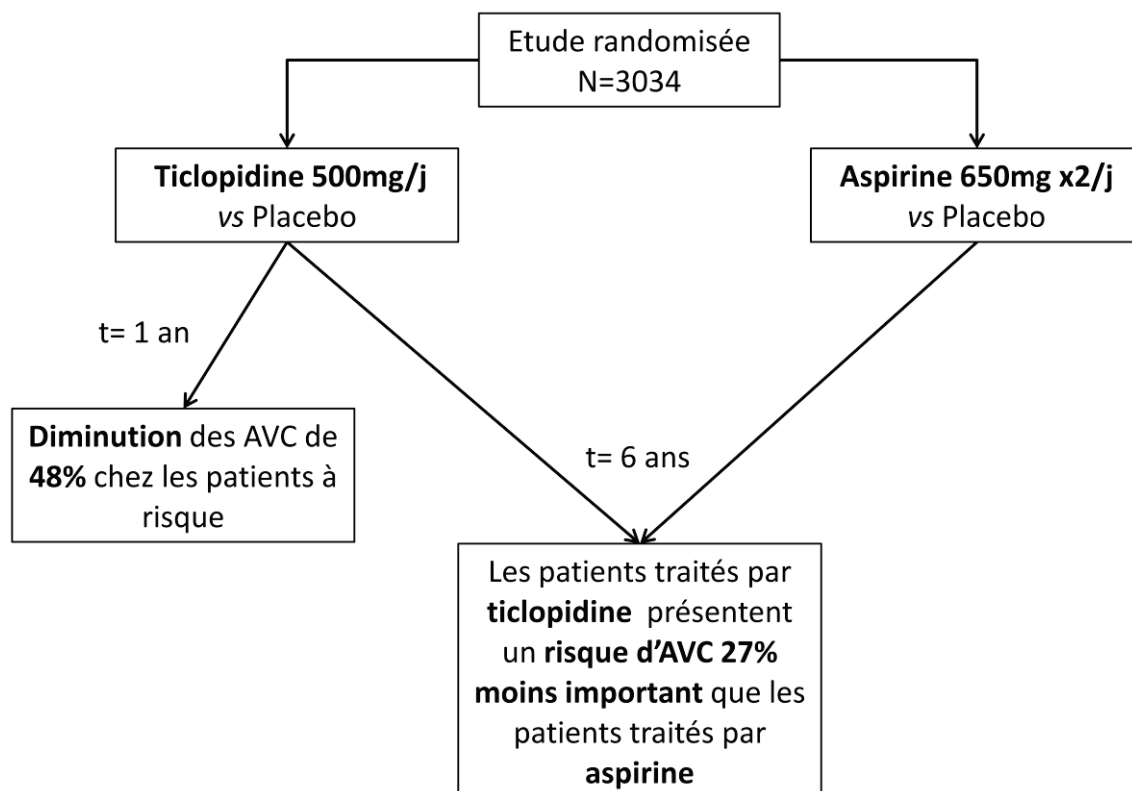 Etude randomisée
N=3034
Ticlopidine 500mg/j
vs Placebo
Aspirine 650mg x2/j
vs Placebo
t= 1 an
Diminution des AVC de
48% chez les patients à
risque
t= 6 ans
Les patients traités par
ticlopidine présentent
un risque d’AVC 27%
moins important que les
patients traités par
aspirine